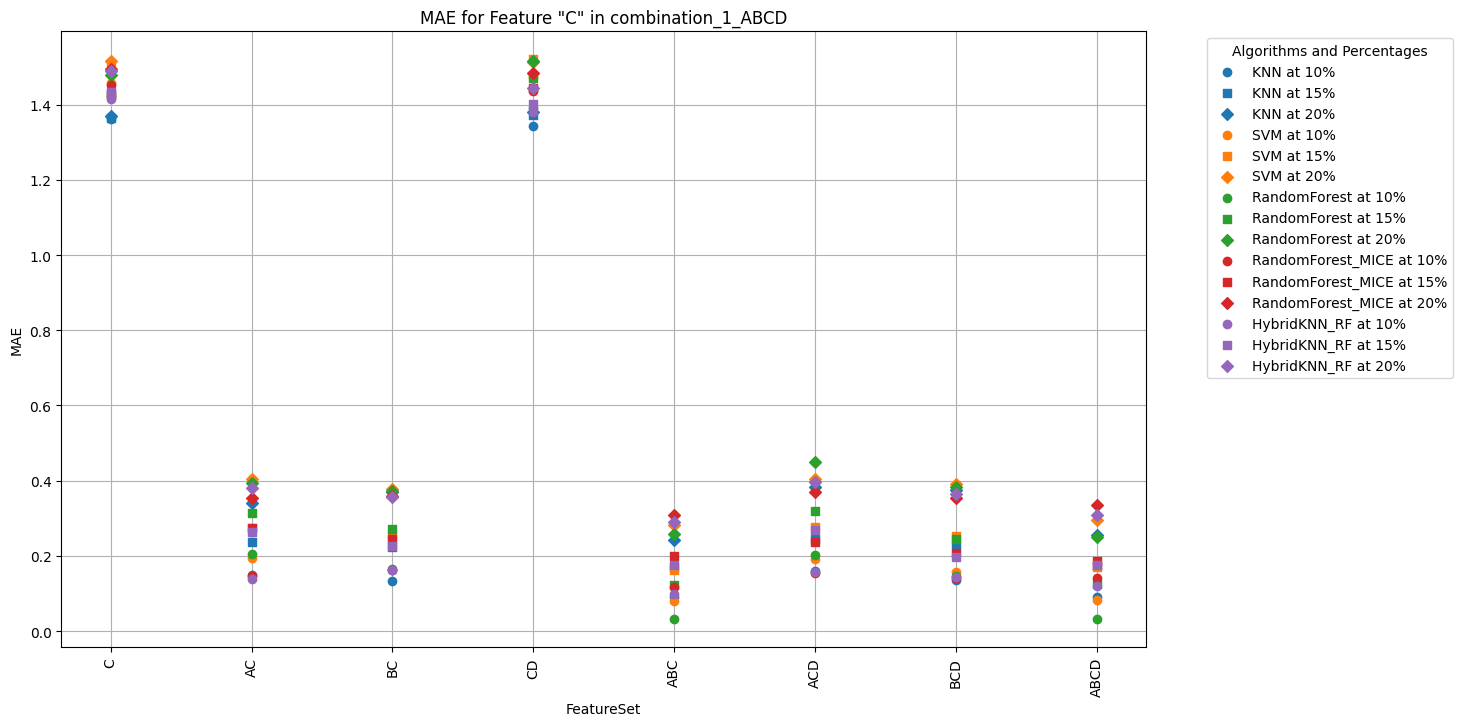 MAE for Feature "C" in combination_1_ABCD
Algorithms and Percentages
KNN at 10%
KNN at 15%
KNN at 20%
SVM at 10%
SVM at 15%
SVM at 20%
RandomForest at 10%
RandomForest at 15%
RandomForest at 20%
RandomForest_MICE at 10%
RandomForest_MICE at 15%
RandomForest_MICE at 20%
HybridKNN_RF at 10%
HybridKNN_RF at 15%
HybridKNN_RF at 20%
MAE
1.4
1.2
1.0
0.8
0.6
0.4
0.2
0.0
C
AC
BC
CD
ABC
ACD
BCD
ABCD
FeatureSet